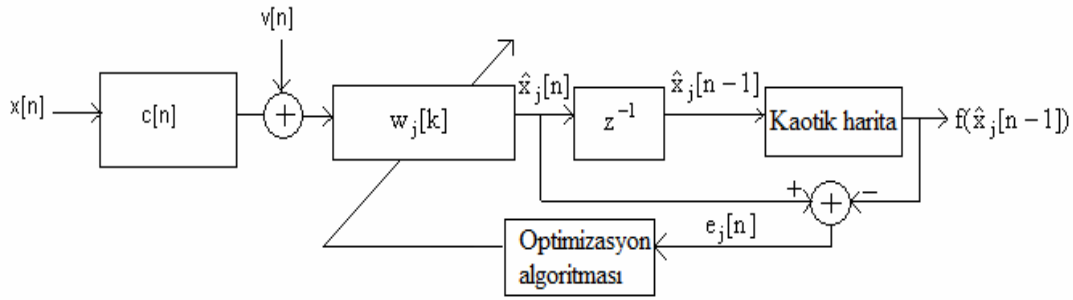 v[n]
x[n]
c[n]
+
w_j[k]
x̂_j[n]
z^{-1}
x̂_j[n − 1]
Kaotik harita
f(x̂_j[n − 1])
+
+
−
e_j[n]
Optimizasyon
algoritması